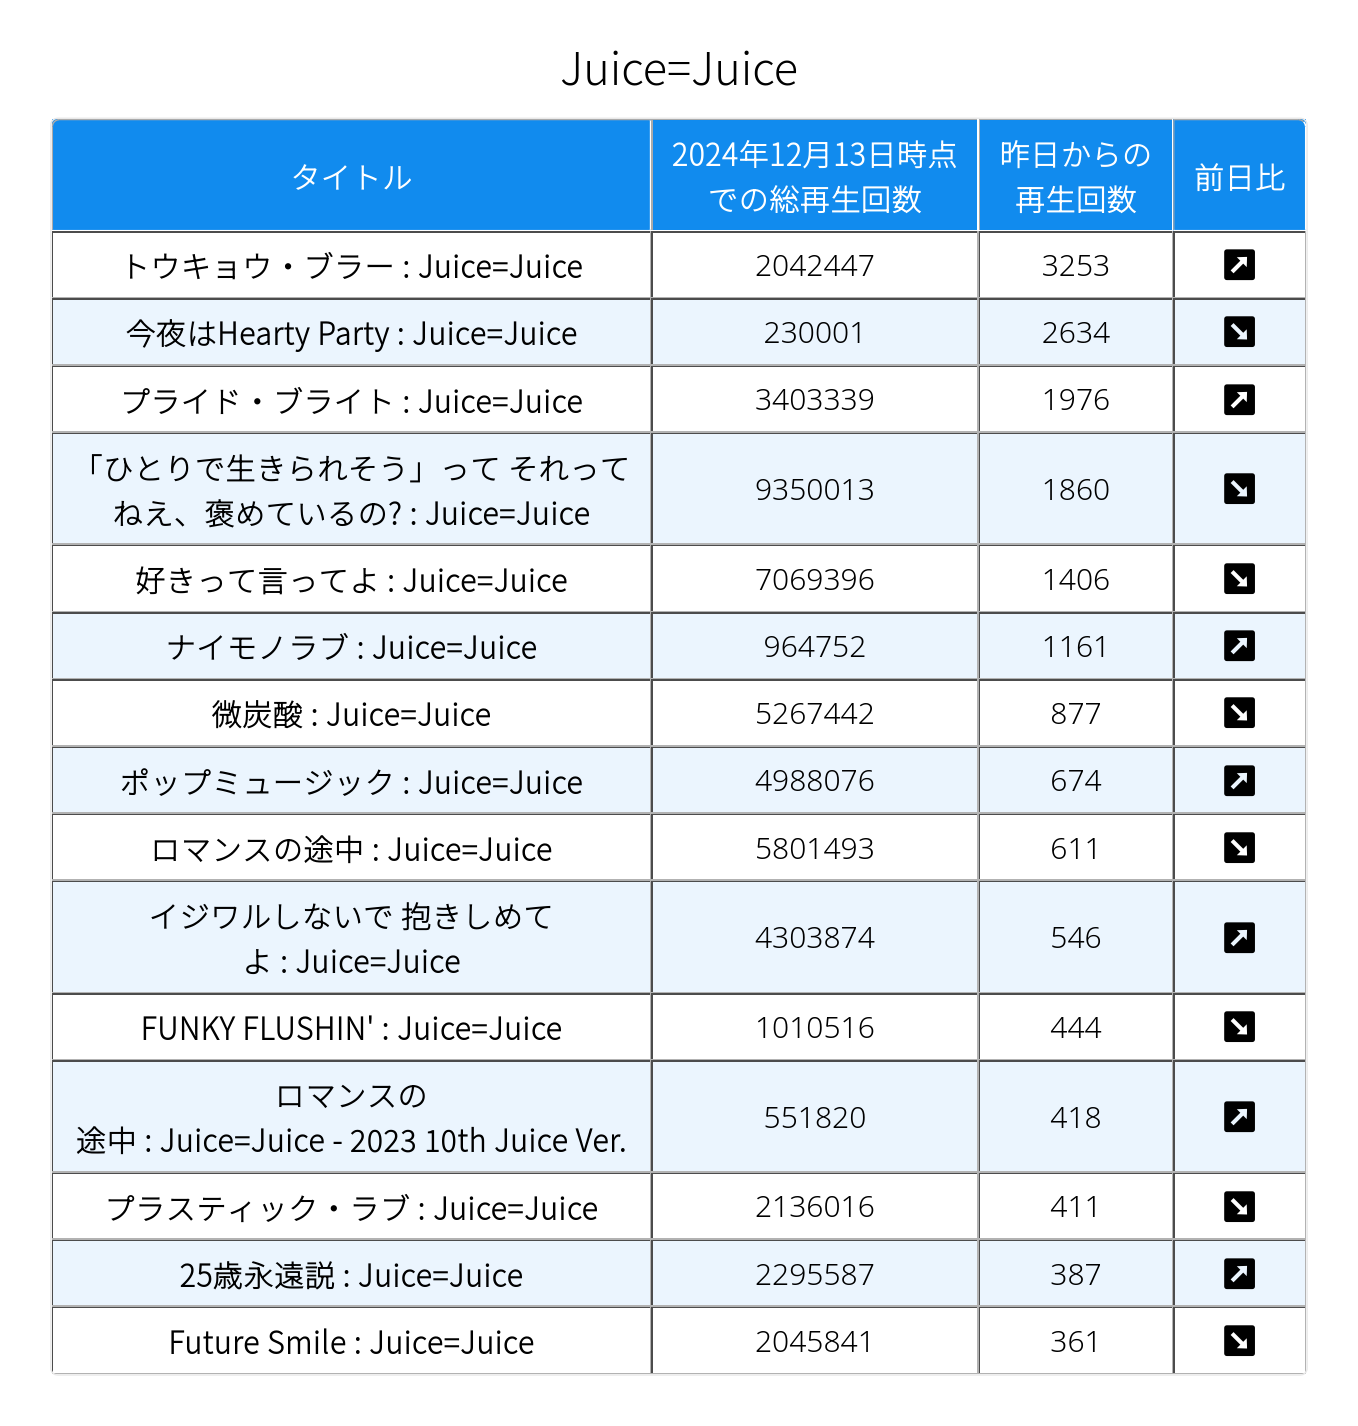 Juice=Juice
タイトル
2024年12月13日時点
での総再生回数
昨日からの
再生回数
前日比
トウキョウ・ブラー : Juice=Juice 2042447 3253 ↗
今夜はHearty Party : Juice=Juice 230001 2634 ↘
プライド・ブライト : Juice=Juice 3403339 1976 ↗
「ひとりで生きられそう」って それって
ねえ、褒めているの? : Juice=Juice
9350013 1860 ↘
好きって言ってよ : Juice=Juice 7069396 1406 ↘
ナイモノラブ : Juice=Juice 964752 1161 ↗
微炭酸 : Juice=Juice 5267442 877 ↘
ポップミュージック : Juice=Juice 4988076 674 ↗
ロマンスの途中 : Juice=Juice 5801493 611 ↘
イジワルしないで 抱きしめて
よ : Juice=Juice
4303874 546 ↗
FUNKY FLUSHIN' : Juice=Juice 1010516 444 ↘
ロマンスの
途中 : Juice=Juice - 2023 10th Juice Ver.
551820 418 ↗
プラスティック・ラブ : Juice=Juice 2136016 411 ↘
25歳永遠説 : Juice=Juice 2295587 387 ↗
Future Smile : Juice=Juice 2045841 361 ↘